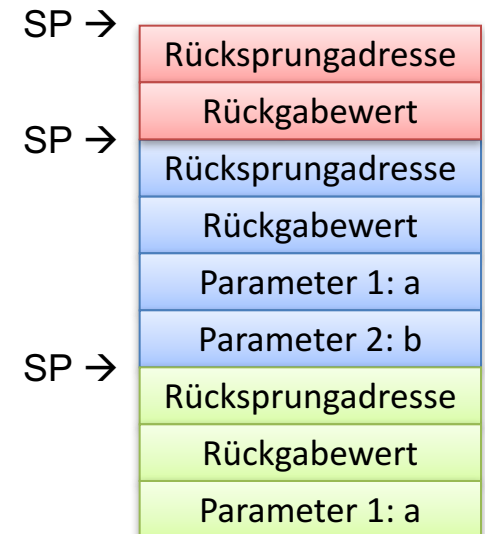 SP →
Rücksprungadresse
Rückgabewert
SP →
Rücksprungadresse
Rückgabewert
Parameter 1: a
Parameter 2: b
SP →
Rücksprungadresse
Rückgabewert
Parameter 1: a